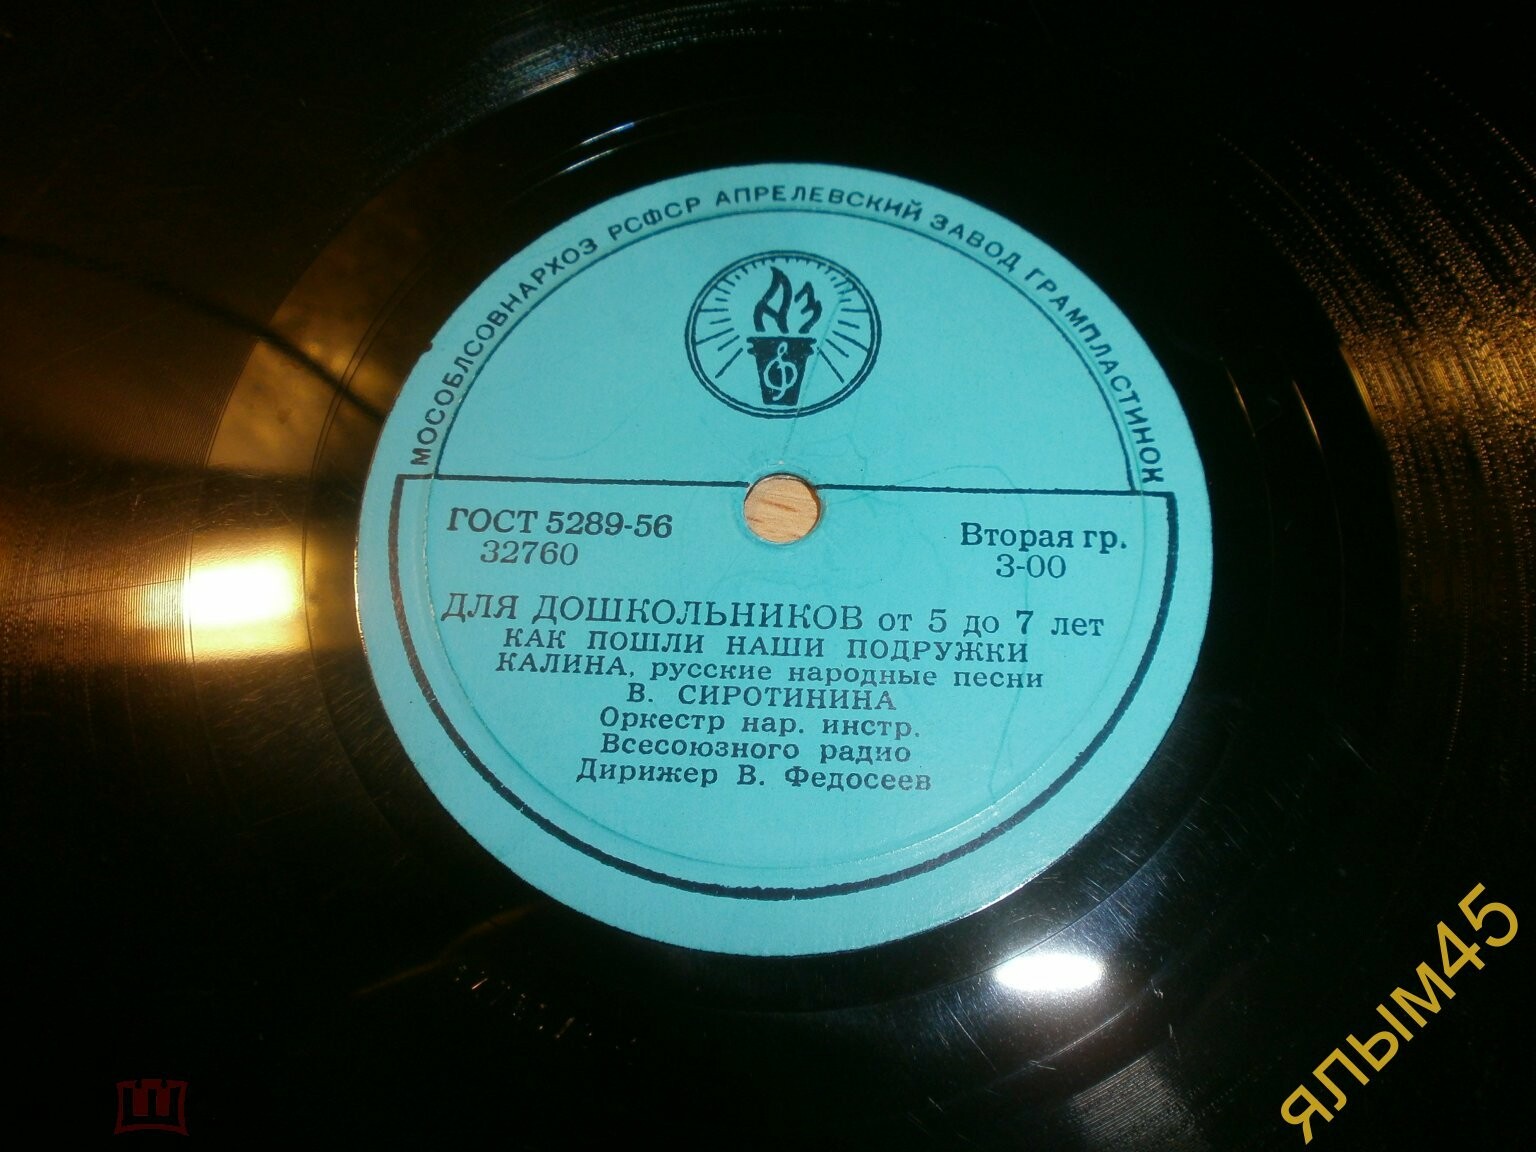 МОСОБЛСОВНАРХОЗ РСФСР АПРЕЛЕВСКИЙ ЗАВОД ГРАМПЛАСТИНОК
АЗ
ГОСТ 5289-56
32760
Вторая гр.
3-00
ДЛЯ ДОШКОЛЬНИКОВ от 5 до 7 лет
КАК ПОШЛИ НАШИ ПОДРУЖКИ
КАЛИНА, русские народные песни
В. СИРОТИНИНА
Оркестр нар. инстр.
Всесоюзного радио
Дирижер В. Федосеев
ялым45